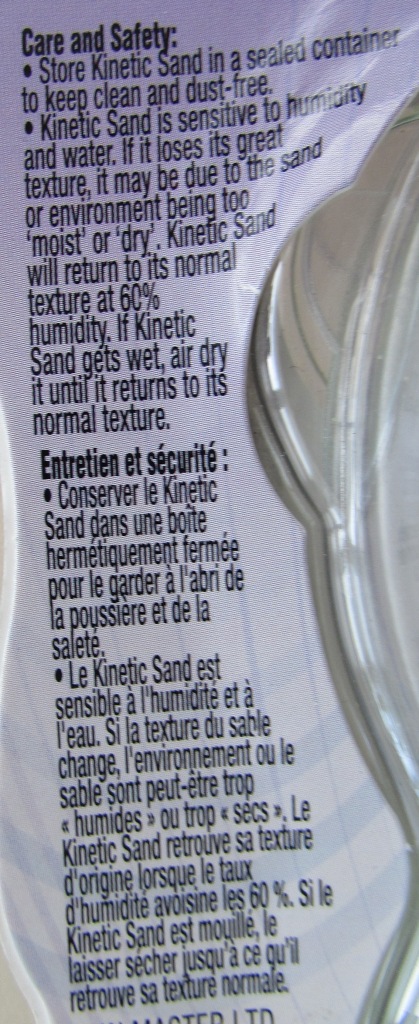 Care and Safety:
• Store Kinetic Sand in a sealed container
to keep clean and dust-free.
• Kinetic Sand is sensitive to humidity
and water. If it loses its great
texture, it may be due to the sand
or environment being too
'moist' or 'dry'. Kinetic Sand
will return to its normal
texture at 60%
humidity. If Kinetic
Sand gets wet, air dry
it until it returns to its
normal texture.
Entretien et sécurité :
• Conserver le Kinetic
Sand dans une boîte
hermétiquement fermée
pour le garder à l'abri de
la poussière et de la
saleté.
• Le Kinetic Sand est
sensible à l'humidité et à
l'eau. Si la texture du sable
change, l'environnement ou le
sable sont peut-être trop
« humides » ou trop « secs ». Le
Kinetic Sand retrouve sa texture
d'origine lorsque le taux
d'humidité avoisine les 60 %. Si le
Kinetic Sand est mouillé, le
laisser sécher jusqu'à ce qu'il
retrouve sa texture normale.
MASTER LTD